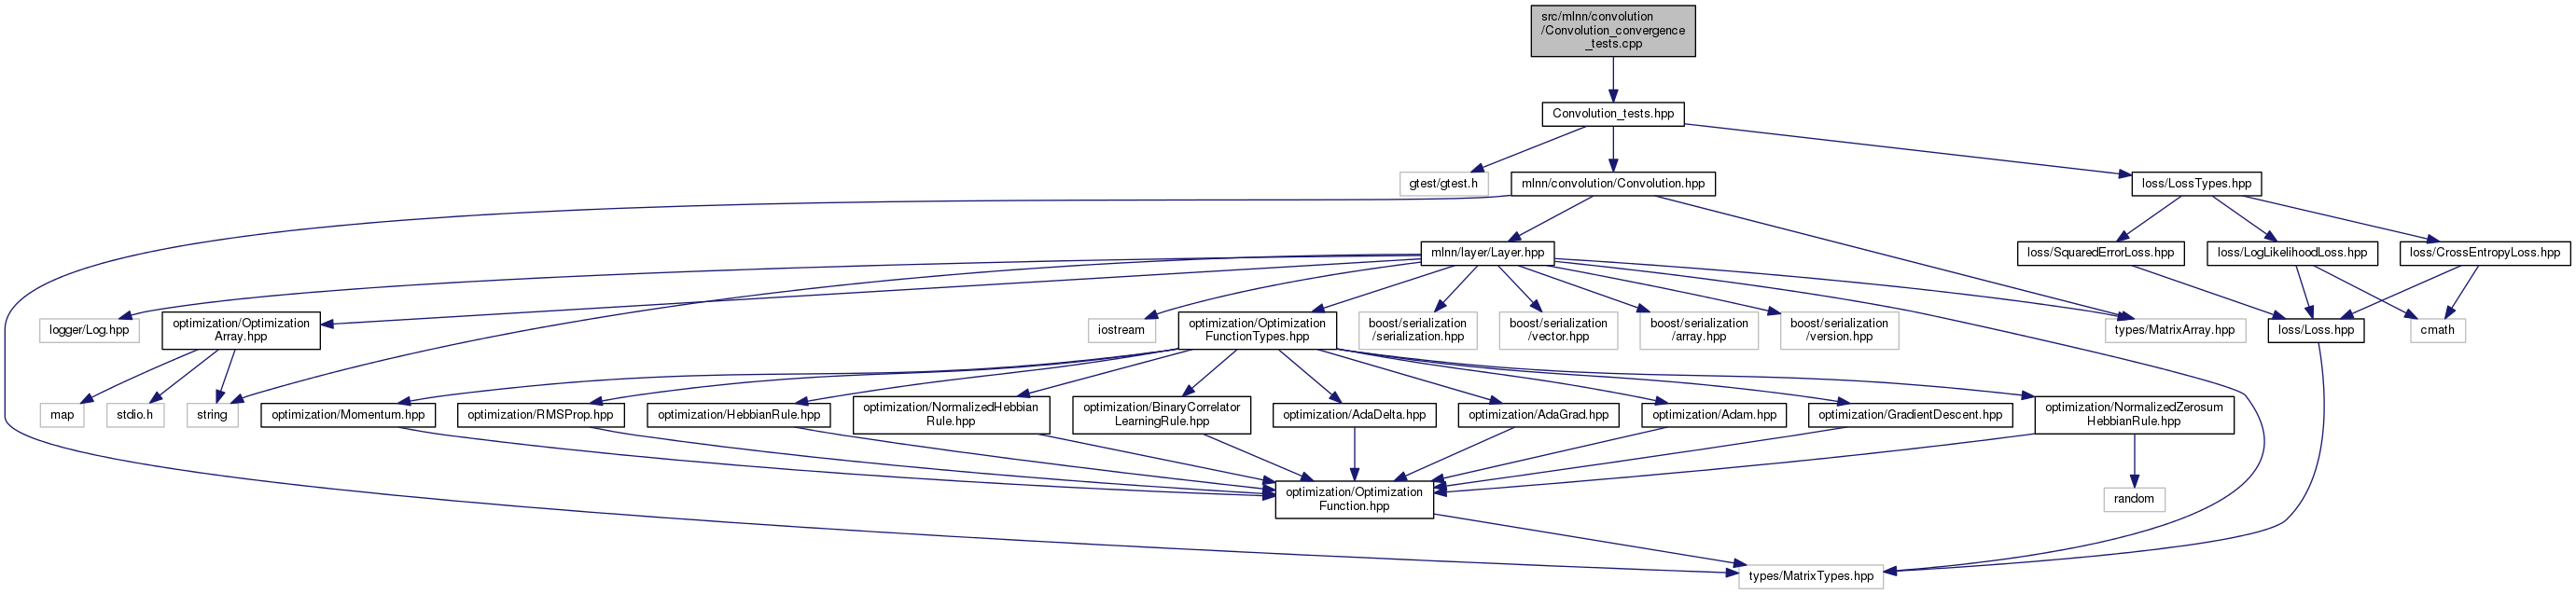 src/mlnn/convolution
/Convolution_convergence
_tests.cpp
Convolution_tests.hpp
gtest/gtest.h
mlnn/convolution/Convolution.hpp
loss/LossTypes.hpp
mlnn/layer/Layer.hpp
loss/SquaredErrorLoss.hpp
loss/LogLikelihoodLoss.hpp
loss/CrossEntropyLoss.hpp
logger/Log.hpp
optimization/Optimization
Array.hpp
iostream
optimization/Optimization
FunctionTypes.hpp
boost/serialization
/serialization.hpp
boost/serialization
/vector.hpp
boost/serialization
/array.hpp
boost/serialization
/version.hpp
types/MatrixArray.hpp
loss/Loss.hpp
cmath
map
stdio.h
string
optimization/Momentum.hpp
optimization/RMSProp.hpp
optimization/HebbianRule.hpp
optimization/NormalizedHebbian
Rule.hpp
optimization/BinaryCorrelator
LearningRule.hpp
optimization/AdaDelta.hpp
optimization/AdaGrad.hpp
optimization/Adam.hpp
optimization/GradientDescent.hpp
optimization/NormalizedZerosum
HebbianRule.hpp
optimization/Optimization
Function.hpp
random
types/MatrixTypes.hpp